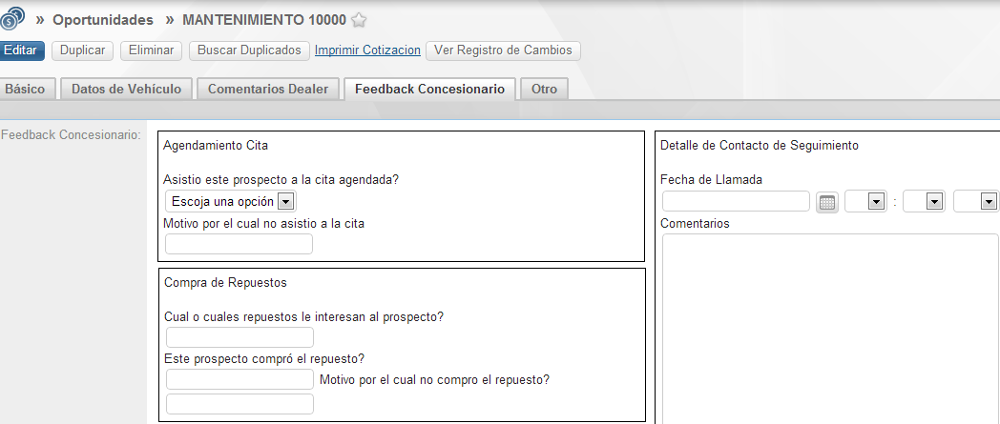 » Oportunidades » MANTENIMIENTO 10000
Editar Duplicar Eliminar Buscar Duplicados Imprimir Cotizacion Ver Registro de Cambios
Básico Datos de Vehículo Comentarios Dealer Feedback Concesionario Otro
Feedback Concesionario:
Agendamiento Cita
Asistio este prospecto a la cita agendada?
Escoja una opción
Motivo por el cual no asistio a la cita
Compra de Repuestos
Cual o cuales repuestos le interesan al prospecto?
Este prospecto compró el repuesto?
Motivo por el cual no compro el repuesto?
Detalle de Contacto de Seguimiento
Fecha de Llamada
:
Comentarios